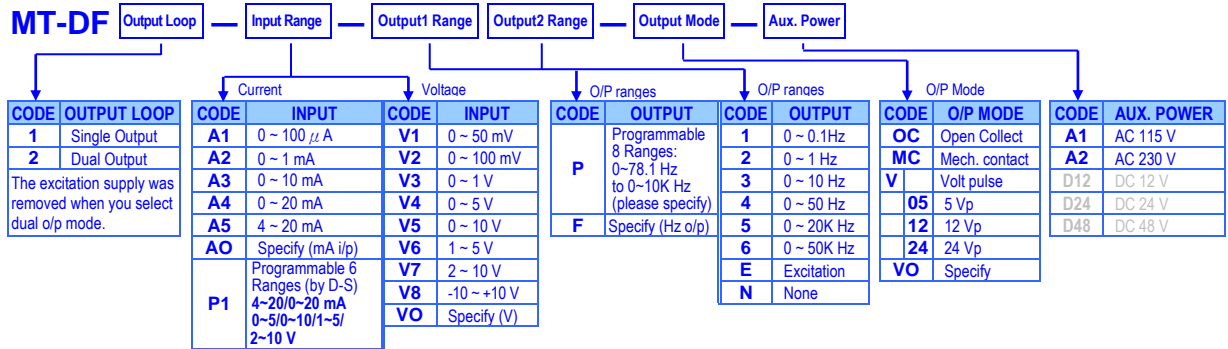 MT-DF Output Loop — Input Range — Output1 Range Output2 Range — Output Mode — Aux. Power
CODE OUTPUT LOOP
1 Single Output
2 Dual Output
The excitation supply was
removed when you select
dual o/p mode.
Current
CODE INPUT
A1 0 ~ 100 μ A
A2 0 ~ 1 mA
A3 0 ~ 10 mA
A4 0 ~ 20 mA
A5 4 ~ 20 mA
AO Specify (mA i/p)
P1 Programmable 6
Ranges (by D-S)
4~20/0~20 mA
0~5/0~10/1~5/
2~10 V
Voltage
CODE INPUT
V1 0 ~ 50 mV
V2 0 ~ 100 mV
V3 0 ~ 1 V
V4 0 ~ 5 V
V5 0 ~ 10 V
V6 1 ~ 5 V
V7 2 ~ 10 V
V8 -10 ~ +10 V
VO Specify (V)
O/P ranges
CODE OUTPUT
P Programmable
8 Ranges:
0~78.1 Hz
to 0~10K Hz
(please specify)
F Specify (Hz o/p)
O/P ranges
CODE OUTPUT
1 0 ~ 0.1Hz
2 0 ~ 1 Hz
3 0 ~ 10 Hz
4 0 ~ 50 Hz
5 0 ~ 20K Hz
6 0 ~ 50K Hz
E Excitation
N None
O/P Mode
CODE O/P MODE
OC Open Collect
MC Mech. contact
V Volt pulse
05 5 Vp
12 12 Vp
24 24 Vp
VO Specify
CODE AUX. POWER
A1 AC 115 V
A2 AC 230 V
D12 DC 12 V
D24 DC 24 V
D48 DC 48 V